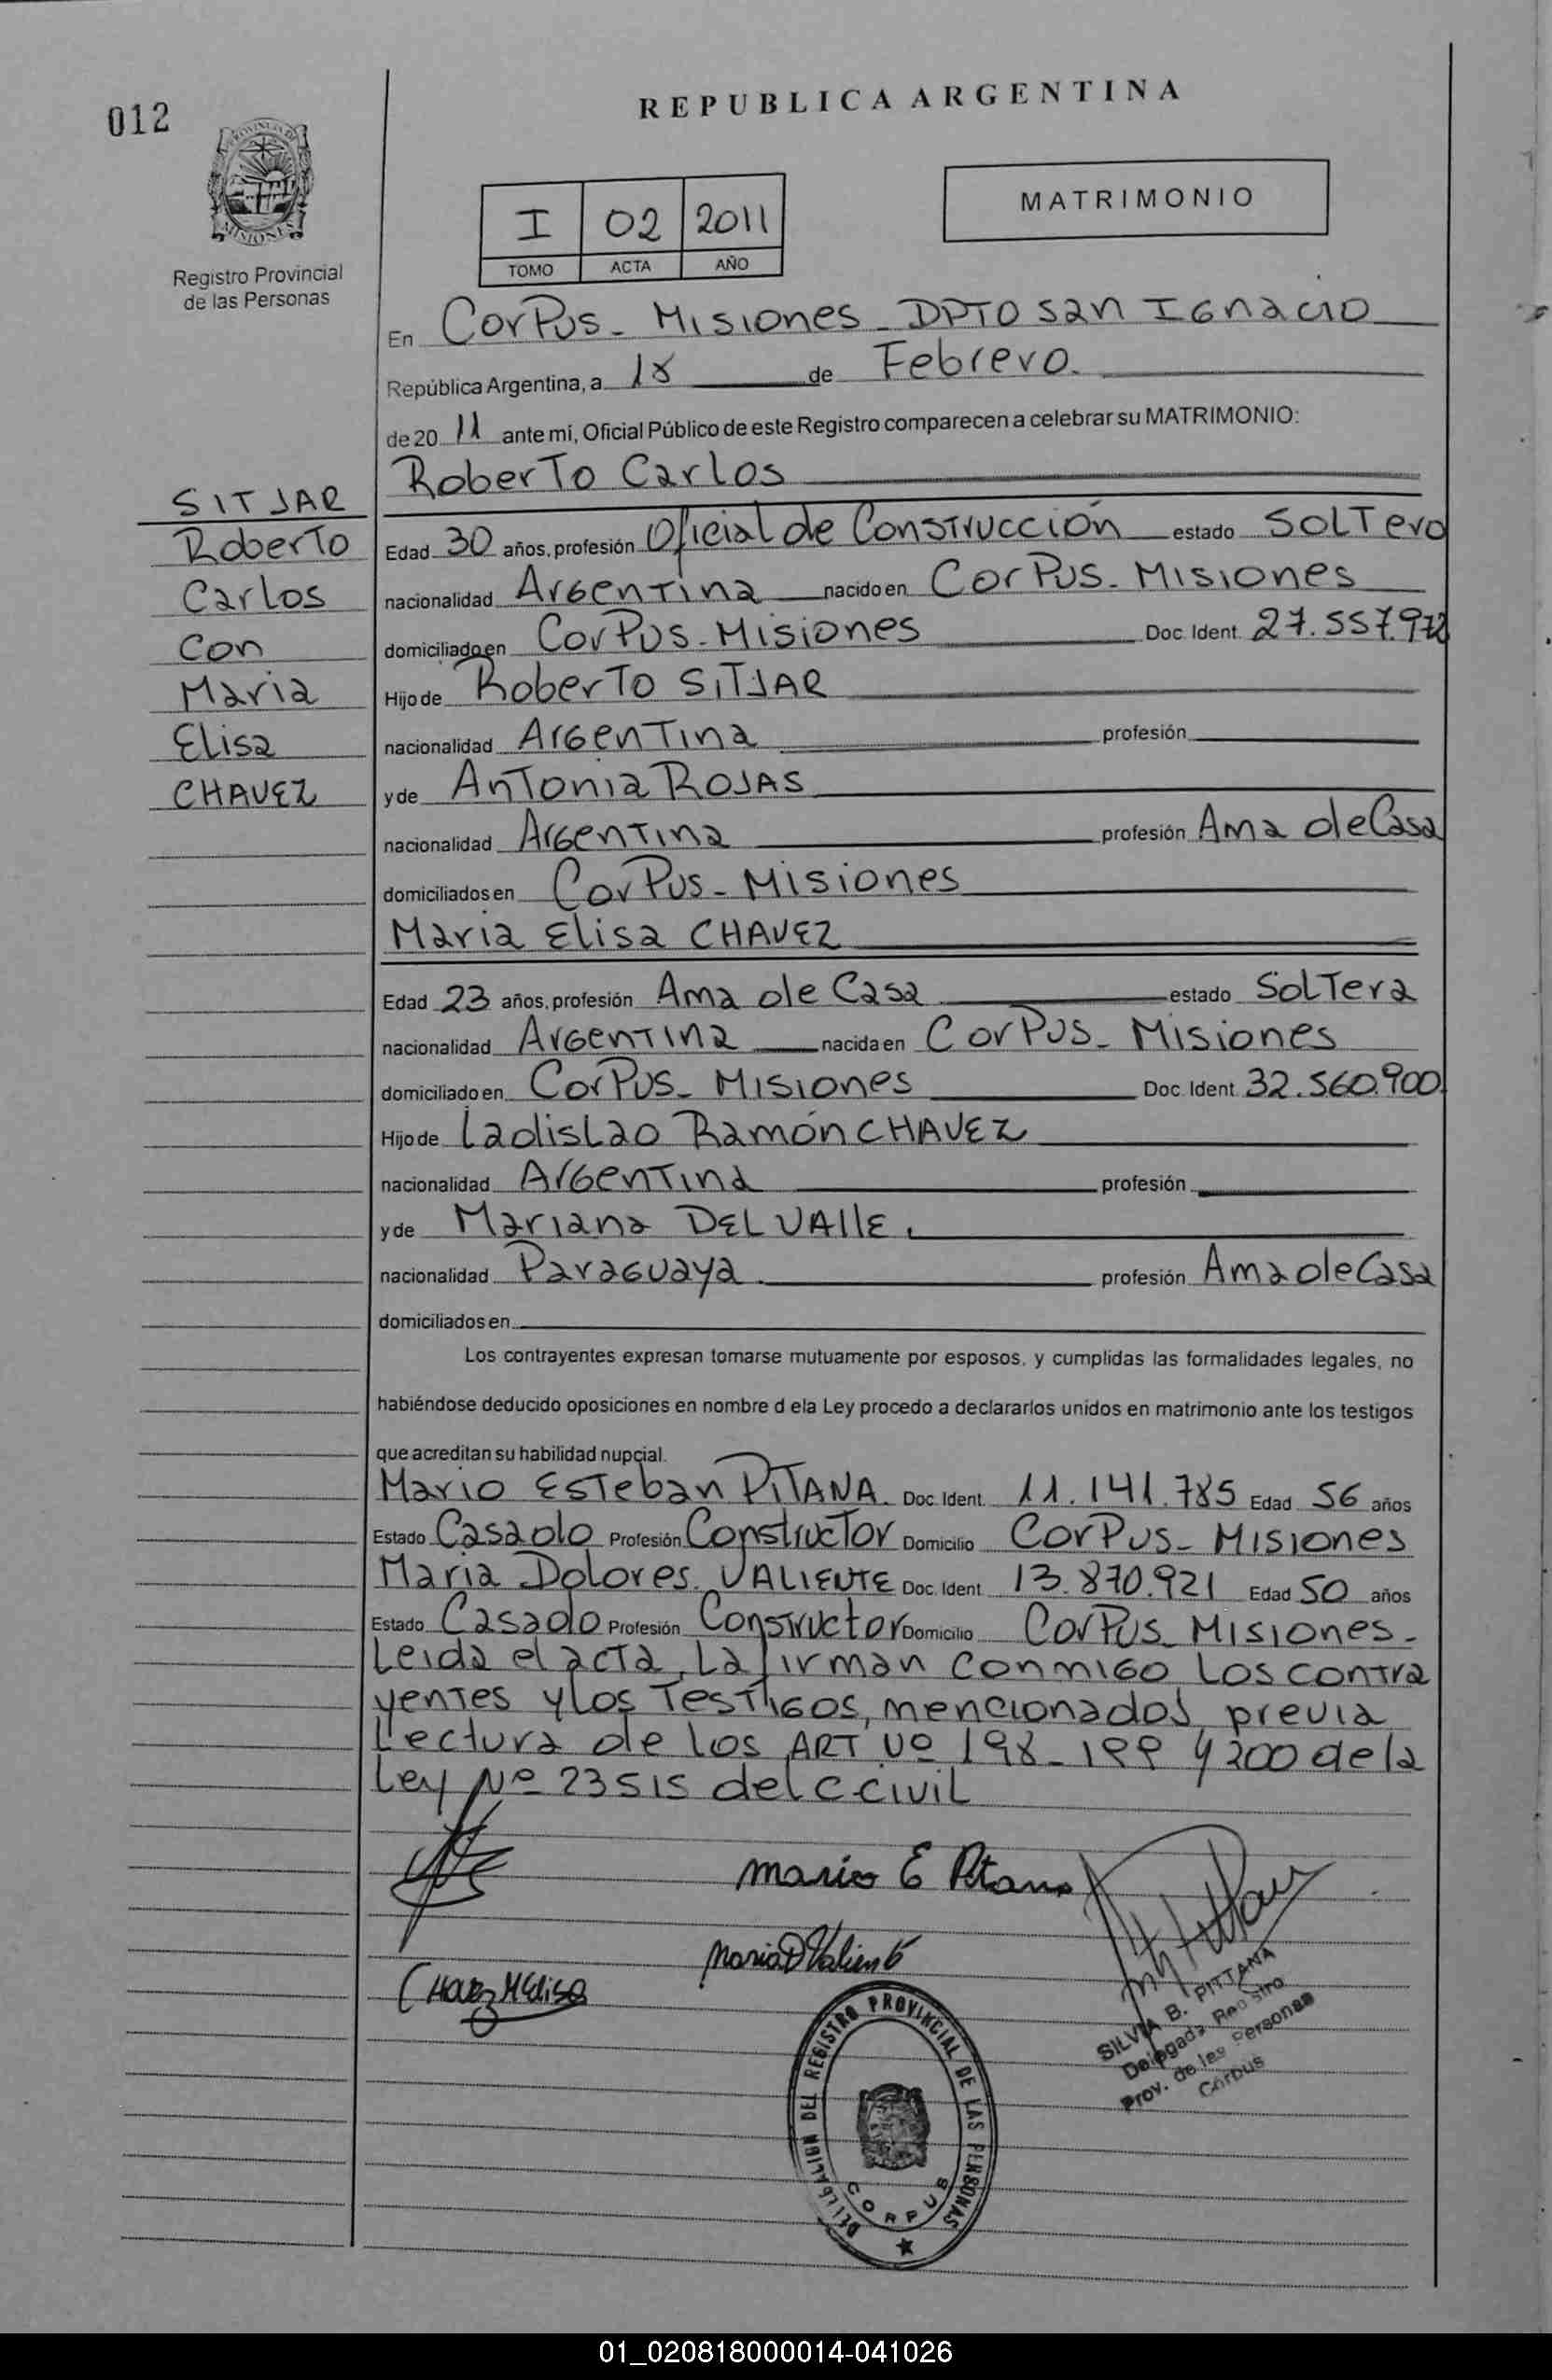 012
REPUBLICA ARGENTINA
PROVINCIA DE
MISIONES
Registro Provincial
de las Personas
I 02 2011
TOMO ACTA AÑO
MATRIMONIO
En Corpus - Misiones - DPTO San Ignacio
República Argentina, a 18 de Febrero.
de 20 11 ante mi, Oficial Público de este Registro comparecen a celebrar su MATRIMONIO:
SITJAR
Roberto
Carlos
Con
Maria
Elisa
CHAVEZ
Roberto Carlos
Edad 30 años, profesión Oficial de Construcción estado Soltero
nacionalidad Argentina nacido en Corpus - Misiones
domiciliado en Corpus - Misiones Doc. Ident. 27.557.972
Hijo de Roberto SITJAR
nacionalidad Argentina profesión
y de Antonia ROJAS
nacionalidad Argentina profesión Ama de Casa
domiciliados en Corpus - Misiones
Maria Elisa CHAVEZ
Edad 23 años, profesión Ama de Casa estado Soltera
nacionalidad Argentina nacida en Corpus - Misiones
domiciliado en Corpus - Misiones Doc. Ident. 32.560.900
Hijo de Ladislao Ramón CHAVEZ
nacionalidad Argentina profesión
y de Mariana DEL VALLE.
nacionalidad Paraguaya profesión Ama de Casa
domiciliados en
Los contrayentes expresan tomarse mutuamente por esposos, y cumplidas las formalidades legales, no
habiéndose deducido oposiciones en nombre d ela Ley procedo a declararlos unidos en matrimonio ante los testigos
que acreditan su habilidad nupcial.
Mario Esteban PITANA. Doc. Ident. 11.141.785 Edad 56 años
Estado Casado Profesión Constructor Domicilio Corpus - Misiones
Maria Dolores VALIENTE Doc. Ident. 13.870.921 Edad 50 años
Estado Casado Profesión Constructor Domicilio Corpus - Misiones -
Leida el acta, la firman conmigo los contra
yentes y los testigos, mencionados, previa
Lectura de los ART Nº 198 - 199 y 200 de la
Ley Nº 23515 del C.Civil
Mario E Pitana
Maria D Valiente
Chavez M Elisa
SILVIA B. PITTANA
Delegada Registro
Prov. de las Personas
Corpus
DELEGACION DEL REGISTRO PROVINCIAL DE LAS PERSONAS
CORPUS
01_020818000014-041026